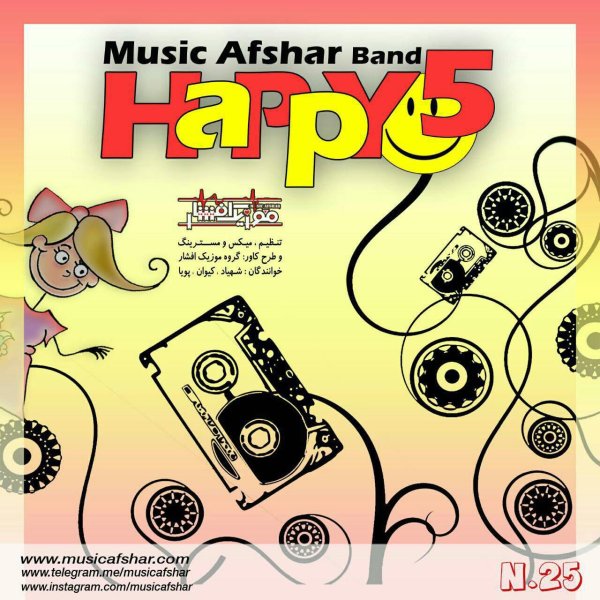 Music Afshar Band
Happy 5
موزیک افشار
تنظیم ، میکس و مسترینگ
و طرح کاور: گروه موزیک افشار
خوانندگان : شهیاد ، کیوان ، پویا
www.musicafshar.com
www.telegram.me/musicafshar
www.instagram.com/musicafshar
N.25